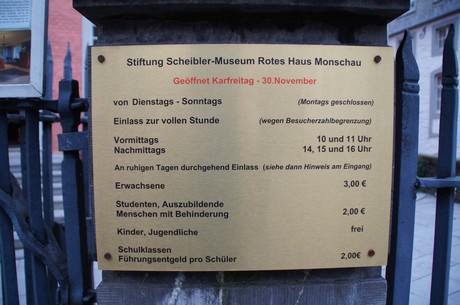 Stiftung Scheibler-Museum Rotes Haus Monschau
Geöffnet Karfreitag - 30.November
von Dienstags - Sonntags (Montags geschlossen)
Einlass zur vollen Stunde (wegen Besucherzahlbegrenzung)
Vormittags 10 und 11 Uhr
Nachmittags 14, 15 und 16 Uhr
An ruhigen Tagen durchgehend Einlass (siehe dann Hinweis am Eingang)
Erwachsene 3,00 €
Studenten, Auszubildende
Menschen mit Behinderung 2,00 €
Kinder, Jugendliche frei
Schulklassen
Führungsentgeld pro Schüler 2,00€